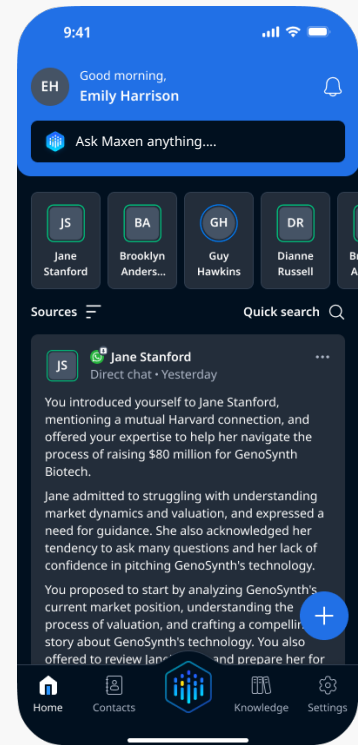 9:41
EH
Good morning,
Emily Harrison
Ask Maxen anything....
JS
BA
GH
DR
Jane
Stanford
Brooklyn
Anders...
Guy
Hawkins
Dianne
Russell
Sources
Quick search
JS
Jane Stanford
Direct chat • Yesterday
You introduced yourself to Jane Stanford,
mentioning a mutual Harvard connection, and
offered your expertise to help her navigate the
process of raising $80 million for GenoSynth
Biotech.
Jane admitted to struggling with understanding
market dynamics and valuation, and expressed a
need for guidance. She also acknowledged her
tendency to ask many questions and her lack of
confidence in pitching GenoSynth's technology.
You proposed to start by analyzing GenoSynth's
current market position, understanding the
process of valuation, and crafting a compelling
story about GenoSynth's technology. You also
offered to review and prepare her for
Home
Contacts
Knowledge
Settings